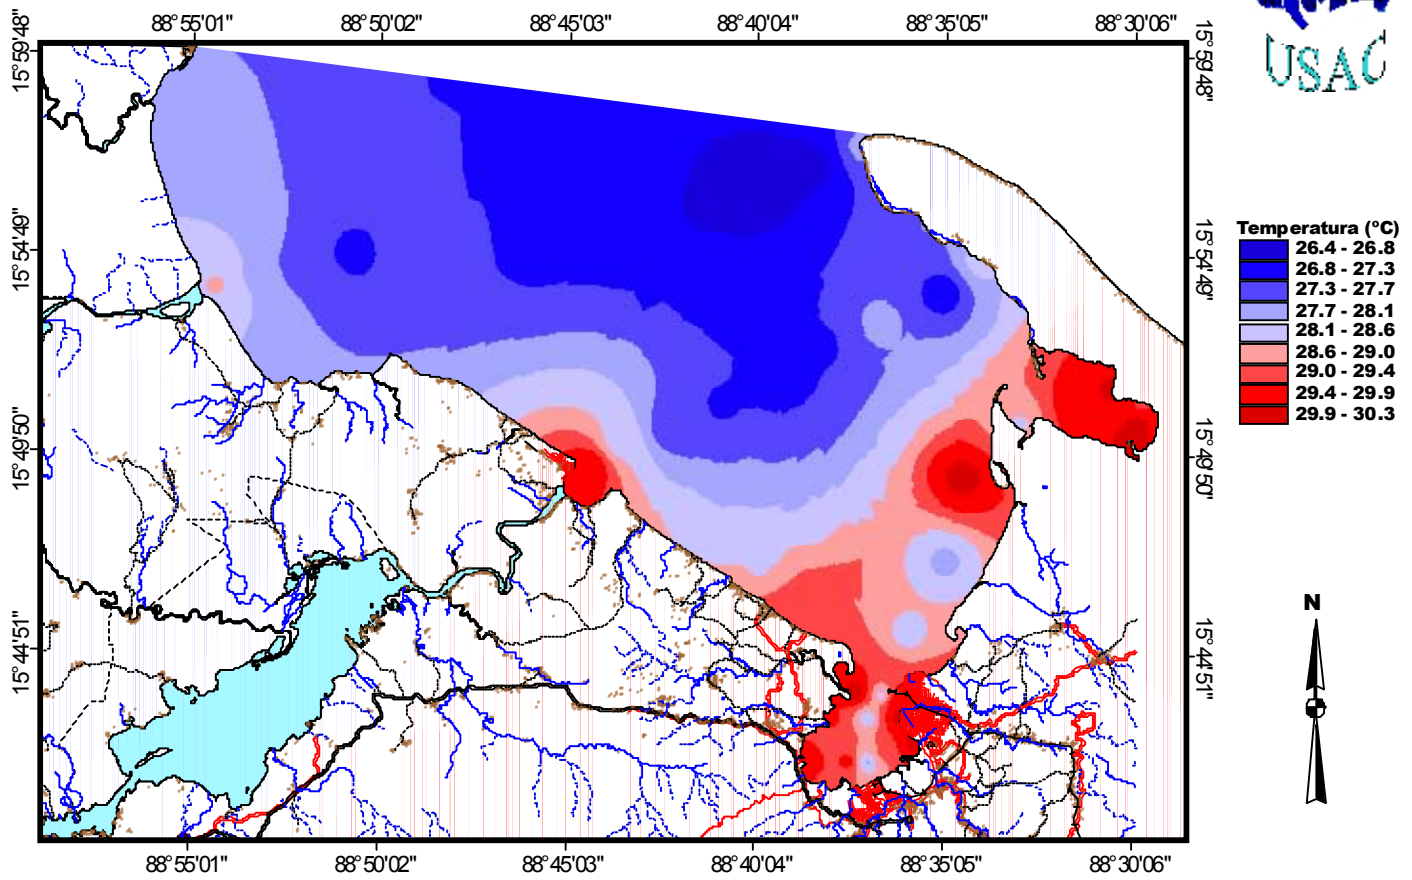 88°55'01" 88°50'02" 88°45'03" 88°40'04" 88°35'05" 88°30'06"
15°59'48"
15°54'49"
15°49'50"
15°44'51"
15°59'48"
15°54'49"
15°49'50"
15°44'51"
88°55'01" 88°50'02" 88°45'03" 88°40'04" 88°35'05" 88°30'06"
USAC
Temperatura (°C)
26.4 - 26.8
26.8 - 27.3
27.3 - 27.7
27.7 - 28.1
28.1 - 28.6
28.6 - 29.0
29.0 - 29.4
29.4 - 29.9
29.9 - 30.3
N